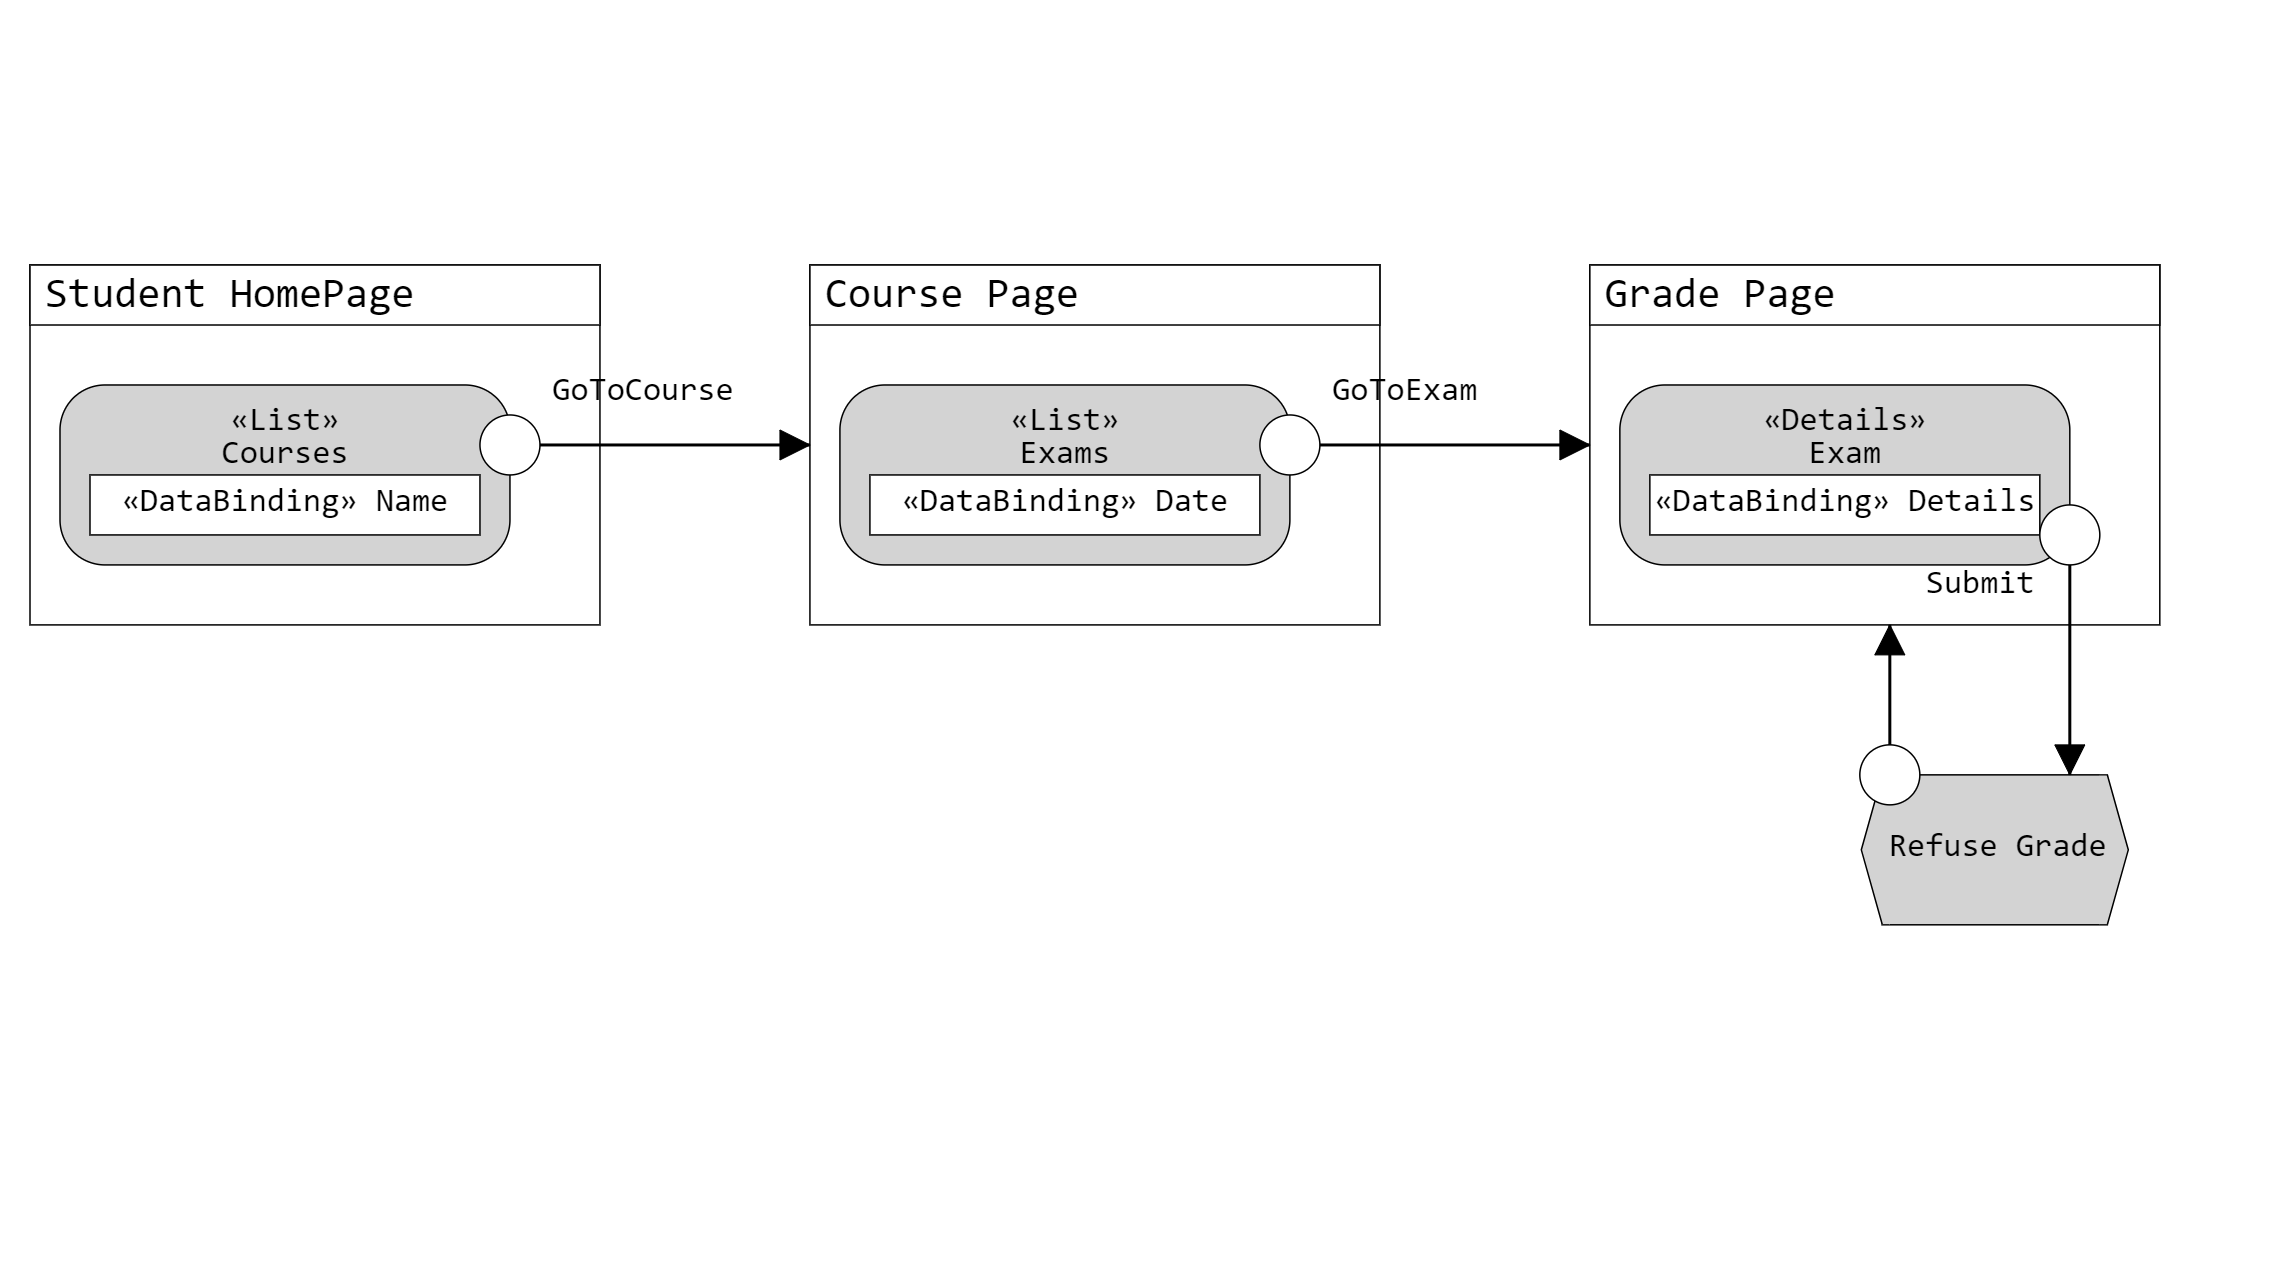 Student HomePage
«List»
Courses
«DataBinding» Name
GoToCourse
Course Page
«List»
Exams
«DataBinding» Date
GoToExam
Grade Page
«Details»
Exam
«DataBinding» Details
Submit
Refuse Grade